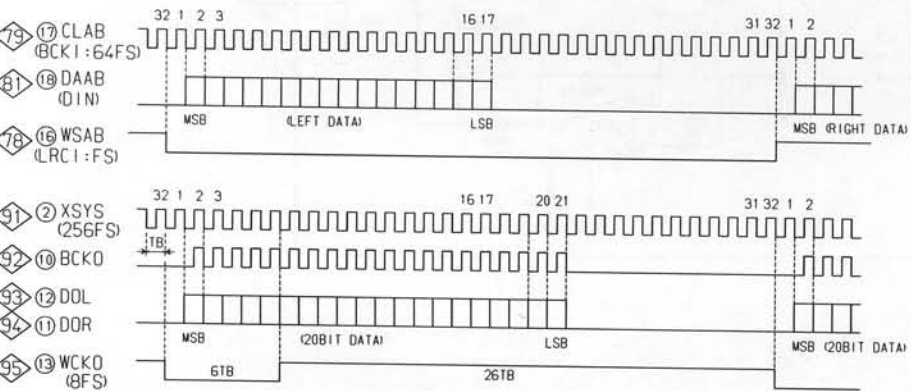 32 1 2 3 16 17 31 32 1 2
79 ⑰ CLAB
(BCKI:64FS)
81 ⑱ DAAB
(DIN)
MSB (LEFT DATA) LSB MSB (RIGHT DATA)
78 ⑯ WSAB
(LRCI:FS)
32 1 2 3 16 17 20 21 31 32 1 2
91 ② XSYS
(256FS)
TB
92 ⑩ BCKO
93 ⑫ DOL
94 ⑪ DOR
MSB (20BIT DATA) LSB MSB (20BIT DATA)
95 ⑬ WCKO
(8FS)
6TB 26TB